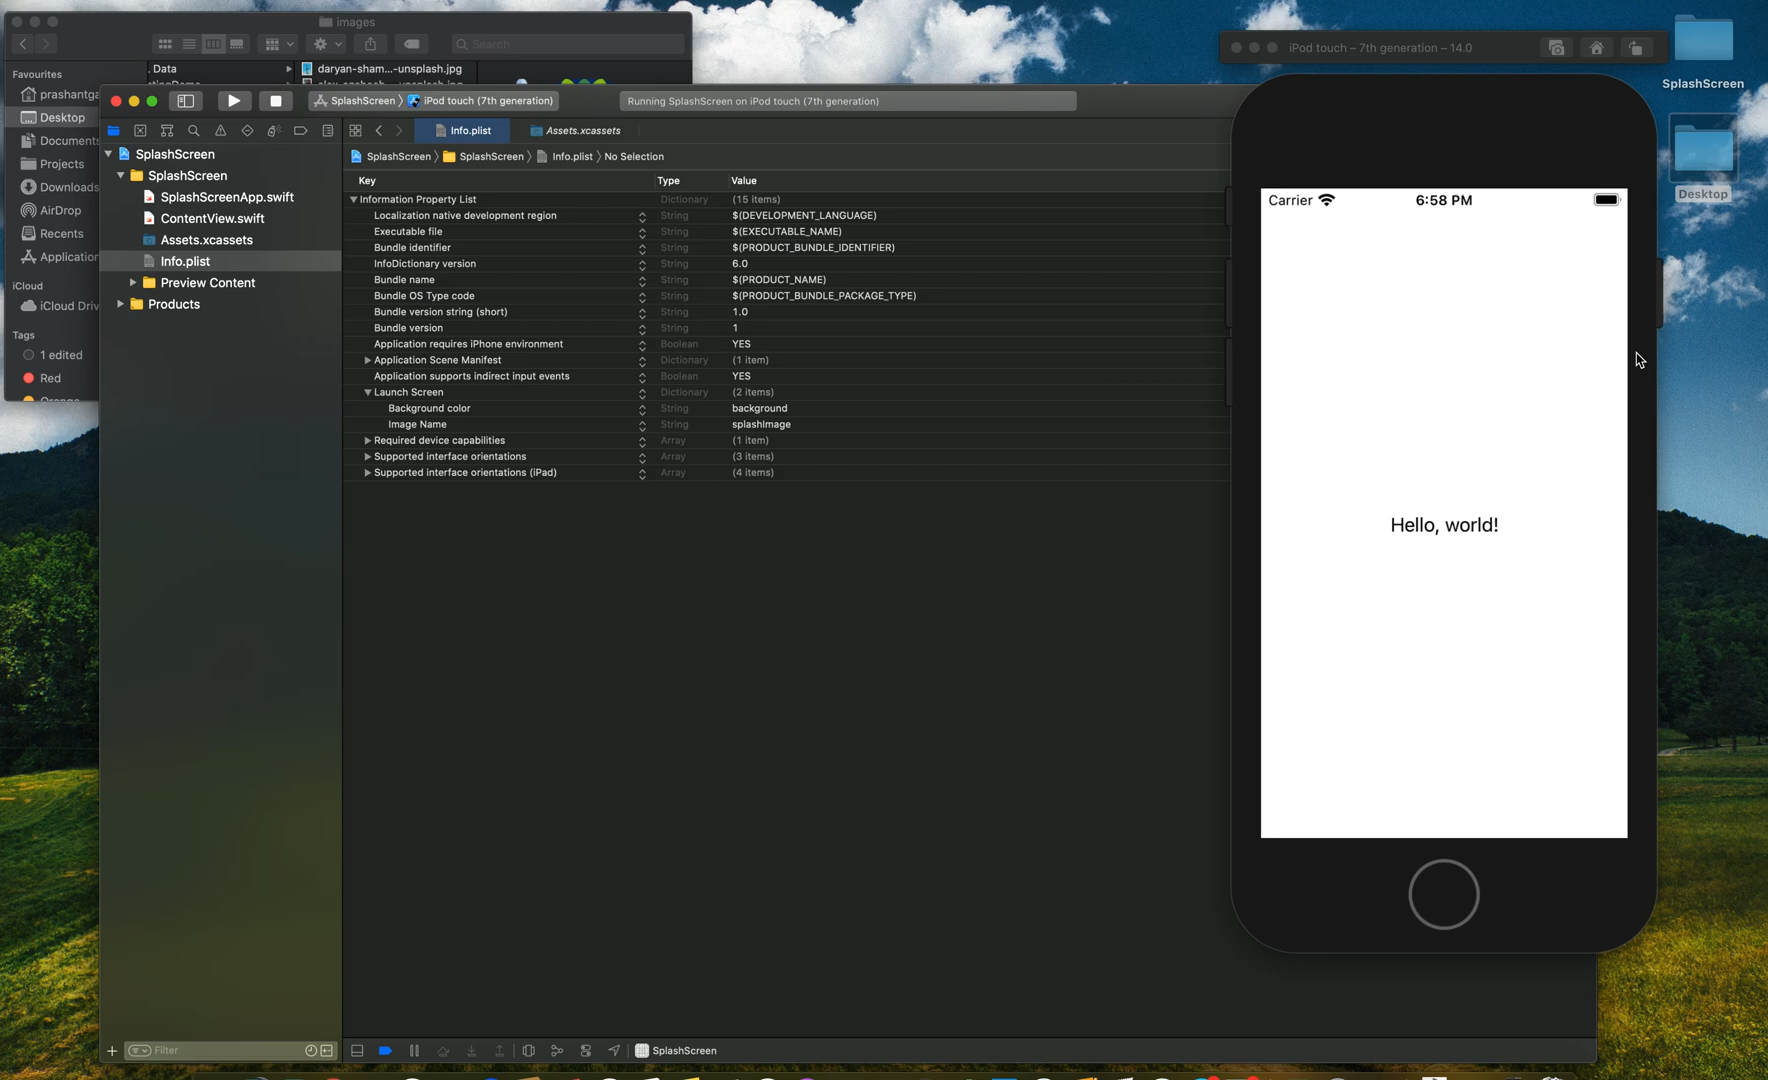 images
Search
Favourites
prashantga
Desktop
Documents
Projects
Downloads
AirDrop
Recents
Application
iCloud
iCloud Driv
Tags
1 edited
Red
. Data
daryan-sham...-unsplash.jpg
SpleshScreen
iPod touch (7th generation)
Running SplashScreen on iPod touch (7th generation)
Info.plist
Assets.xcassets
SplashScreen
SplashScreen
SplashScreenApp.swift
ContentView.swift
Assets.xcassets
Info.plist
Preview Content
Products
SplashScreen SplashScreen Info.plist No Selection
Key Type Value
Information Property List Dictionary (15 items)
Localization native development region String $(DEVELOPMENT_LANGUAGE)
Executable file String $(EXECUTABLE_NAME)
Bundle identifier String $(PRODUCT_BUNDLE_IDENTIFIER)
InfoDictionary version String 6.0
Bundle name String $(PRODUCT_NAME)
Bundle OS Type code String $(PRODUCT_BUNDLE_PACKAGE_TYPE)
Bundle version string (short) String 1.0
Bundle version String 1
Application requires iPhone environment Boolean YES
Application Scene Manifest Dictionary (1 item)
Application supports indirect input events Boolean YES
Launch Screen Dictionary (2 items)
Background color String background
Image Name String splashImage
Required device capabilities Array (1 item)
Supported interface orientations Array (3 items)
Supported interface orientations (iPad) Array (4 items)
Filter
SplashScreen
iPod touch – 7th generation – 14.0
Carrier 6:58 PM
Hello, world!
SplashScreen
Desktop